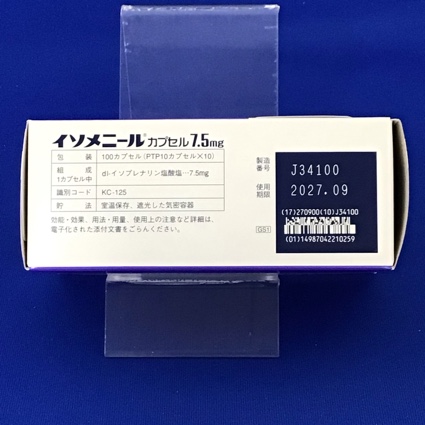 イソメニール® カプセル 7.5mg
包装 100カプセル(PTP10カプセル×10)
組成 1カプセル中 dl-イソプレナリン塩酸塩…7.5mg
識別コード KC-125
貯法 室温保存、遮光した気密容器
効能・効果、用法・用量、使用上の注意など詳細は、
電子化された添付文書をごらんください。
製造番号 J34100
使用期限 2027.09
(17)270900(10)J34100
(01)14987042210259
GS1